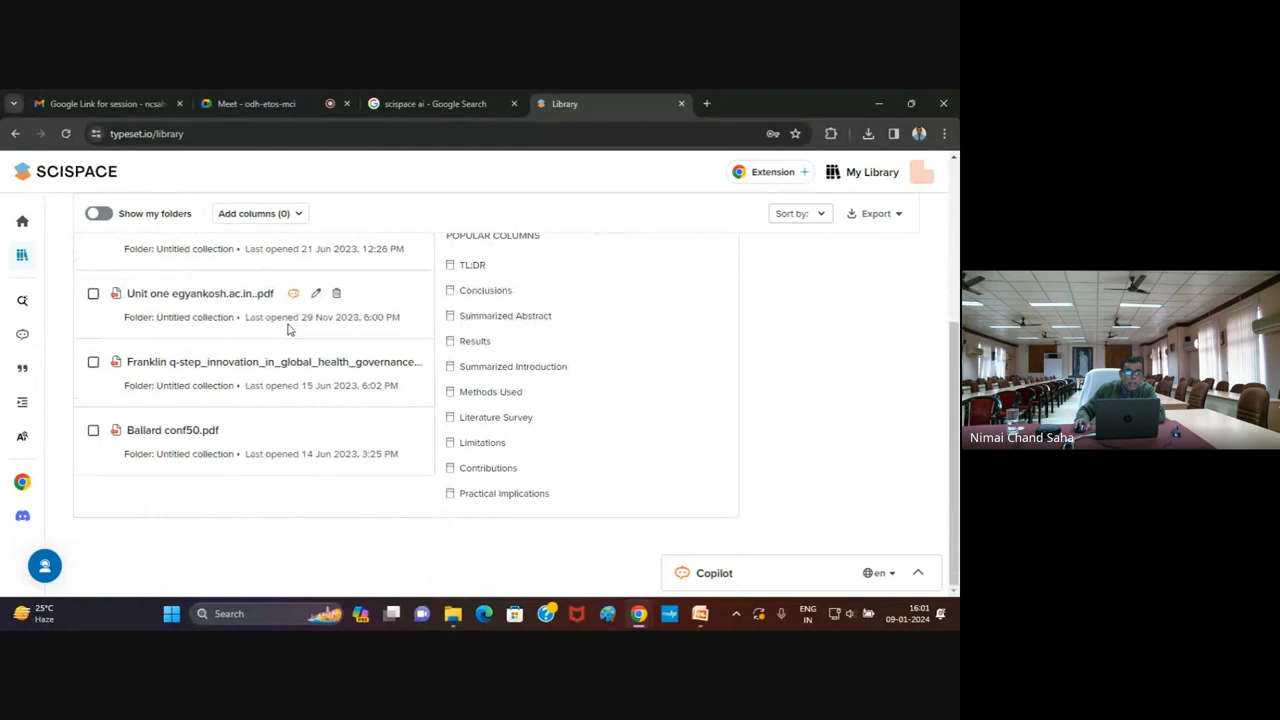 Google Link for session - ncsah
Meet - odh-etos-mci
scispace ai - Google Search
Library
typeset.io/library
SCISPACE
Extension +
My Library
Show my folders
Add columns (0)
Sort by:
Export
Folder: Untitled collection • Last opened 21 Jun 2023, 12:26 PM
Unit one egyankosh.ac.in..pdf
Folder: Untitled collection • Last opened 29 Nov 2023, 6:00 PM
Franklin q-step_innovation_in_global_health_governance...
Folder: Untitled collection • Last opened 15 Jun 2023, 6:02 PM
Ballard conf50.pdf
Folder: Untitled collection • Last opened 14 Jun 2023, 3:25 PM
POPULAR COLUMNS
TL;DR
Conclusions
Summarized Abstract
Results
Summarized Introduction
Methods Used
Literature Survey
Limitations
Contributions
Practical Implications
Copilot
en
25°C
Haze
Search
ENG
IN
16:01
09-01-2024
Nimai Chand Saha